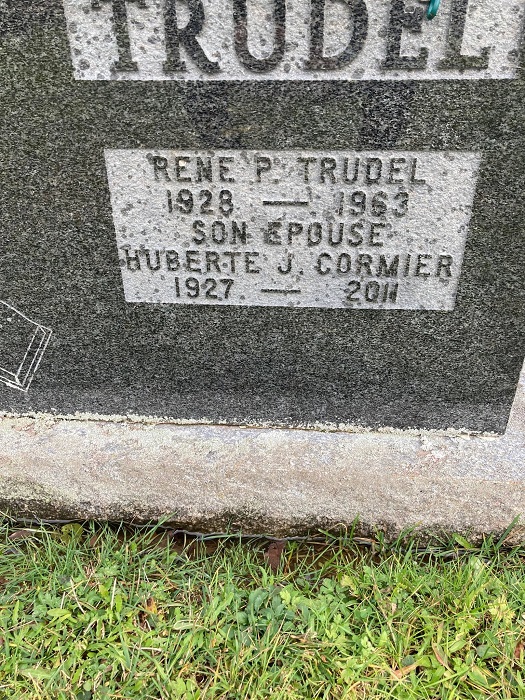 TRUDEL
RENE P. TRUDEL
1928 — 1963
SON EPOUSE
HUBERTE J. CORMIER
1927 — 2011